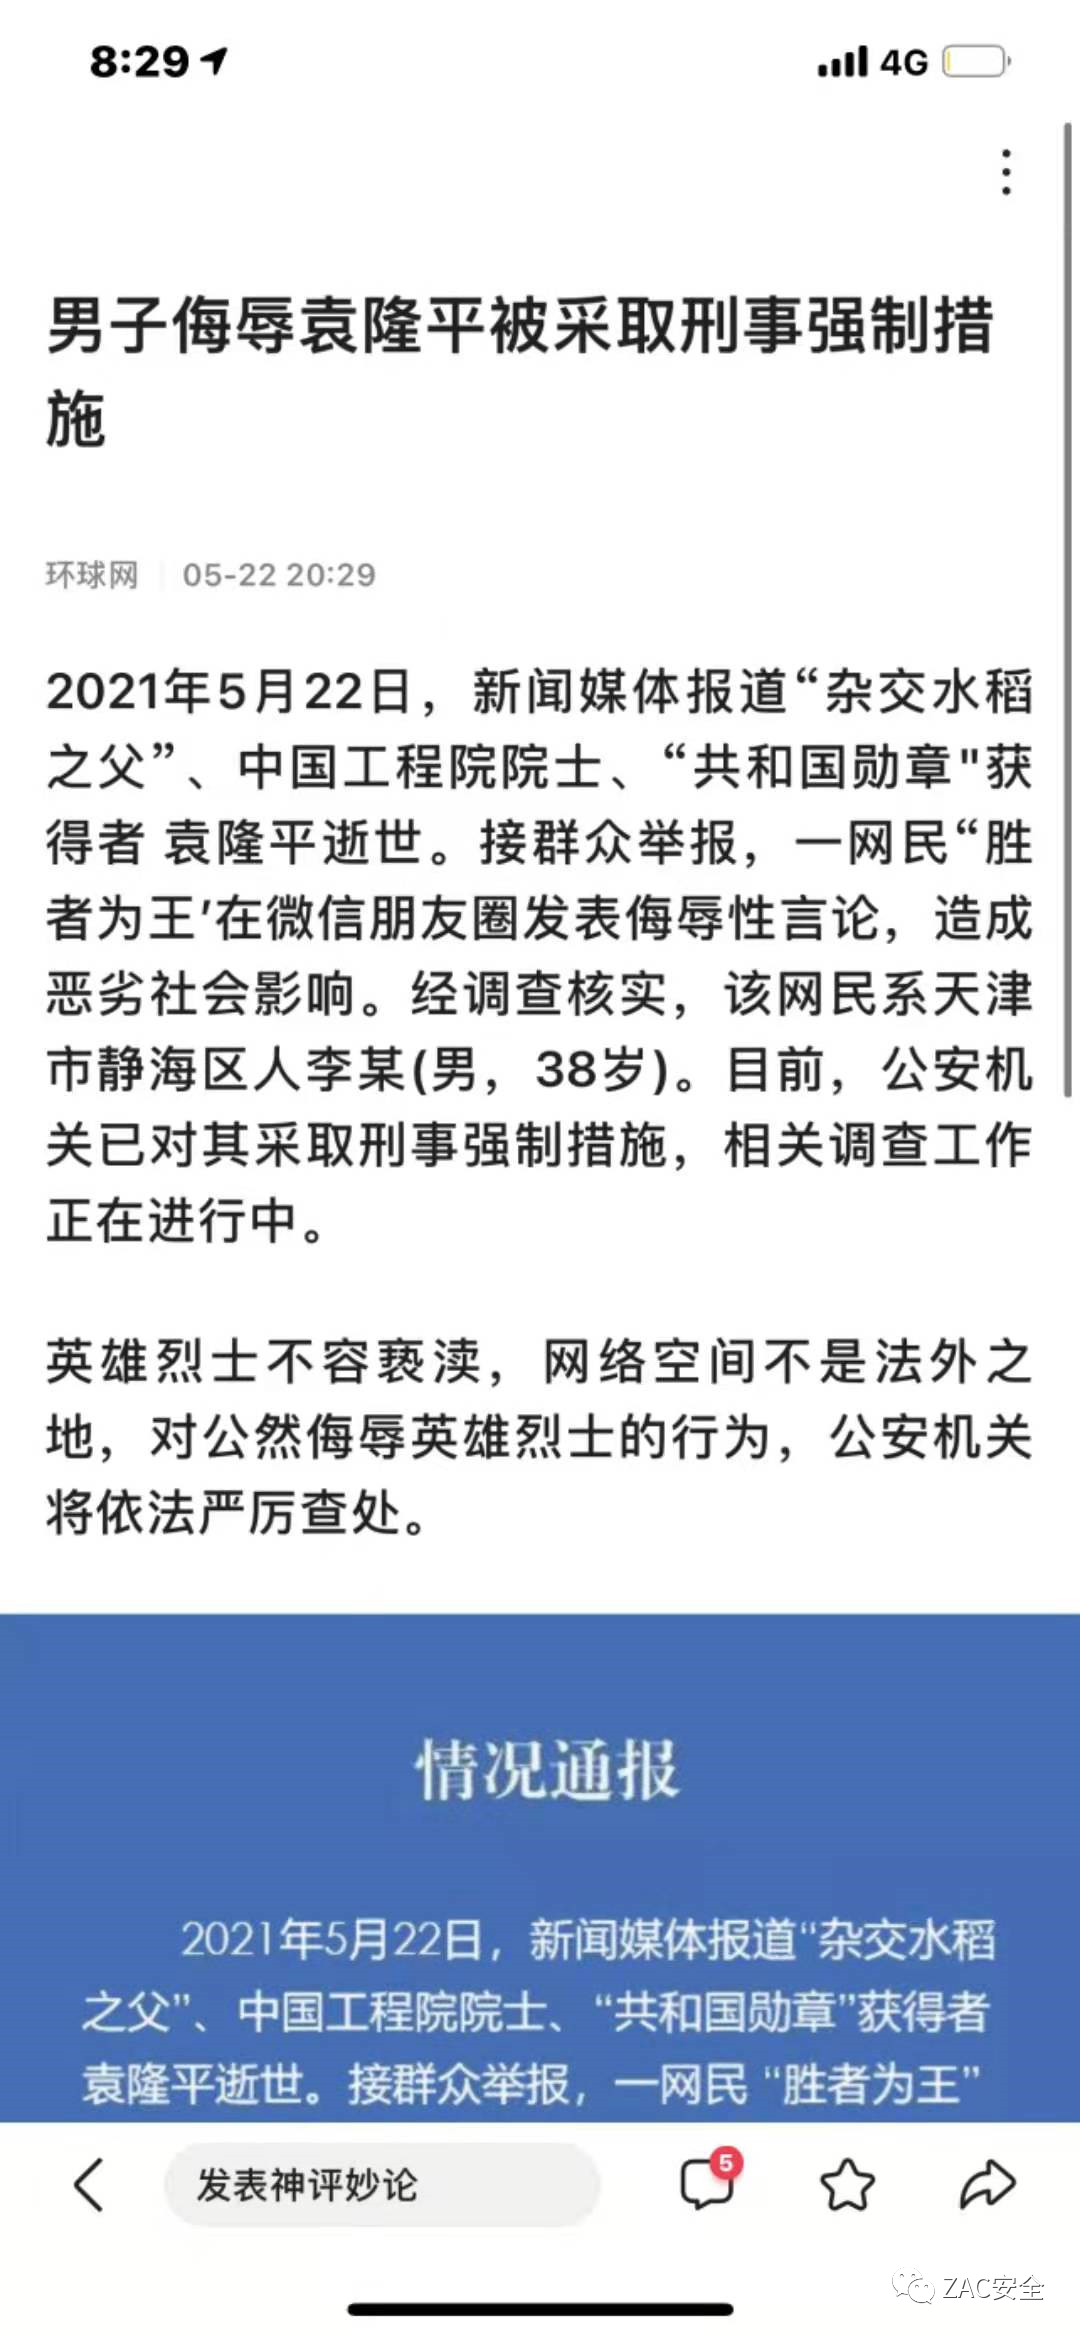 8:29
4G
男子侮辱袁隆平被采取刑事强制措
施
环球网 05-22 20:29
2021年5月22日，新闻媒体报道“杂交水稻
之父”、中国工程院院士、“共和国勋章"获
得者 袁隆平逝世。接群众举报，一网民“胜
者为王′在微信朋友圈发表侮辱性言论，造成
恶劣社会影响。经调查核实，该网民系天津
市静海区人李某(男，38岁)。目前，公安机
关已对其采取刑事强制措施，相关调查工作
正在进行中。
英雄烈士不容亵渎，网络空间不是法外之
地，对公然侮辱英雄烈士的行为，公安机关
将依法严厉查处。
情况通报
2021年5月22日，新闻媒体报道“杂交水稻
之父”、中国工程院院士、“共和国勋章”获得者
袁隆平逝世。接群众举报，一网民 “胜者为王”
发表神评妙论
5
ZAC安全